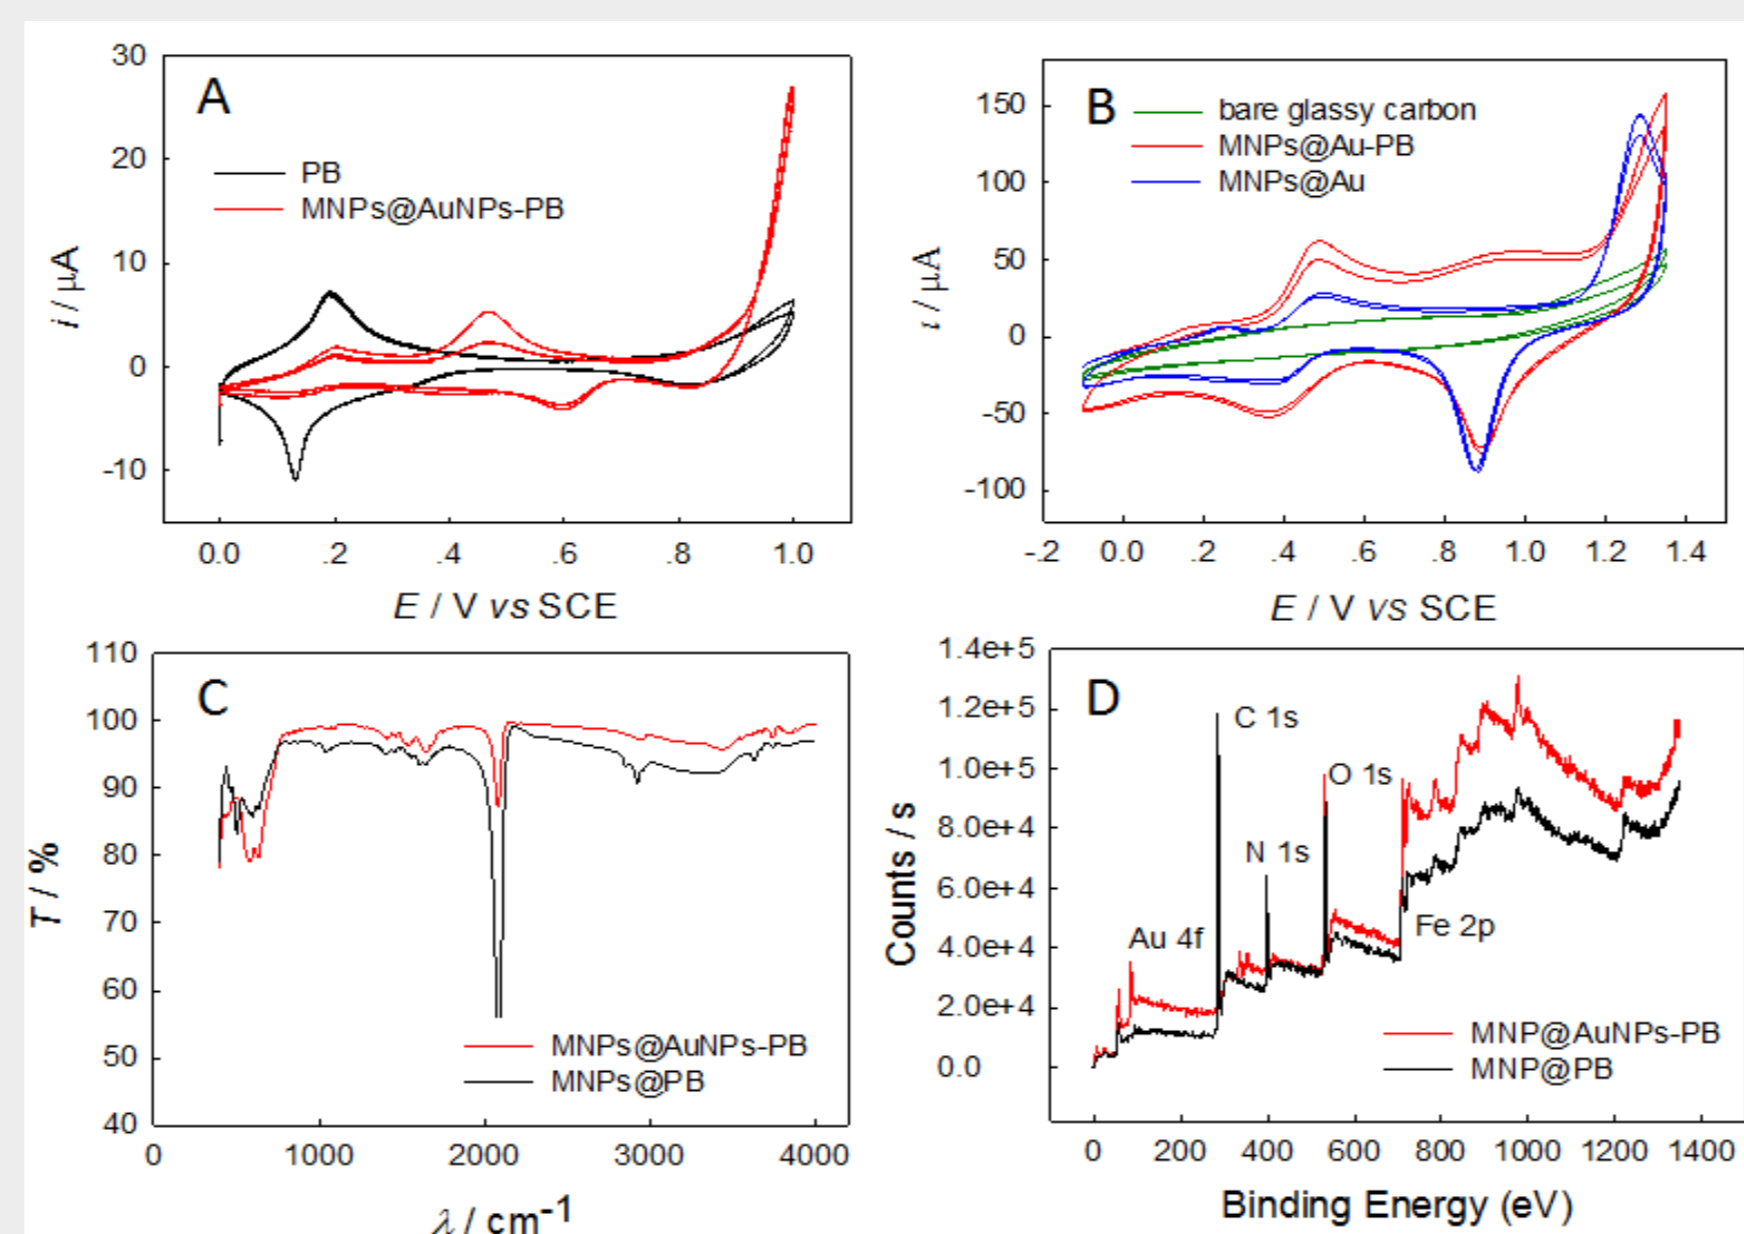 A
30
20
10
0
-10
i / µA
PB
MNPs@AuNPs-PB
0.0 .2 .4 .6 .8 1.0
E / V vs SCE
B
150
100
50
0
-50
-100
ι / µA
bare glassy carbon
MNPs@Au-PB
MNPs@Au
-.2 0.0 .2 .4 .6 .8 1.0 1.2 1.4
E / V vs SCE
C
110
100
90
80
70
60
50
40
T / %
MNPs@AuNPs-PB
MNPs@PB
0 1000 2000 3000 4000
λ / cm⁻¹
D
1.4e+5
1.2e+5
1.0e+5
8.0e+4
6.0e+4
4.0e+4
2.0e+4
0.0
Counts / s
C 1s
O 1s
N 1s
Au 4f
Fe 2p
MNP@AuNPs-PB
MNP@PB
0 200 400 600 800 1000 1200 1400
Binding Energy (eV)